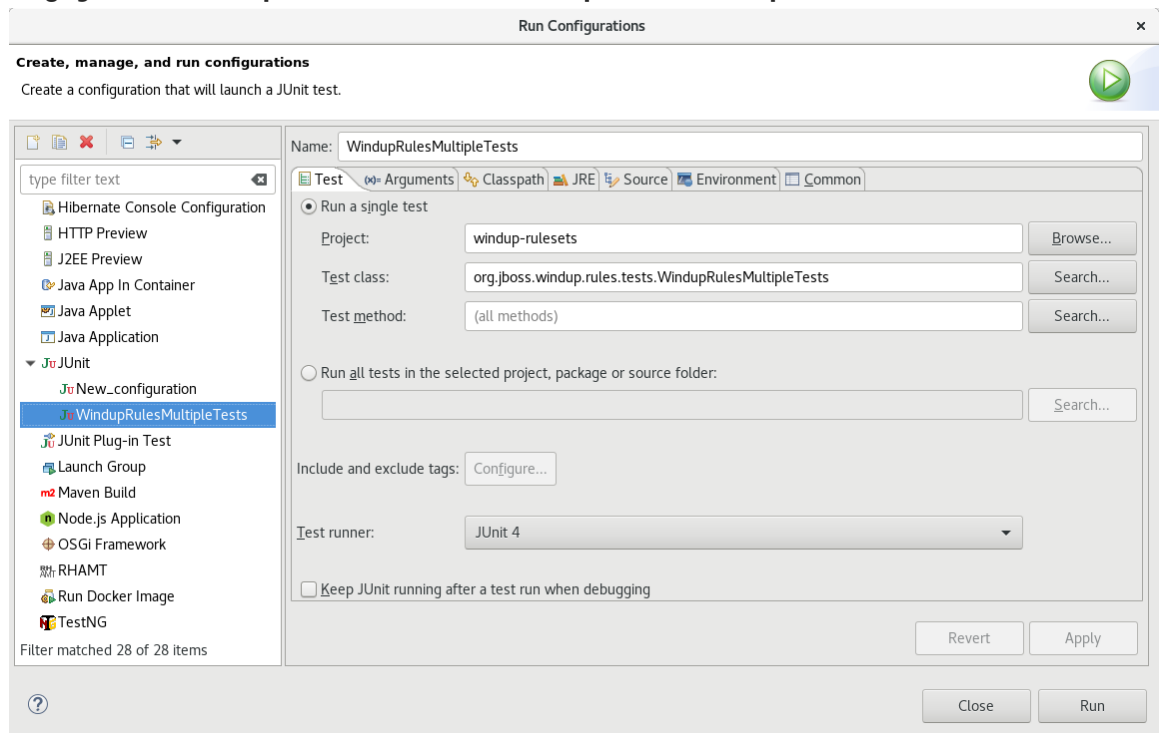 Run Configurations
Create, manage, and run configurations
Create a configuration that will launch a JUnit test.
type filter text
Hibernate Console Configuration
HTTP Preview
J2EE Preview
Java App In Container
Java Applet
Java Application
JUnit
New_configuration
WindupRulesMultipleTests
JUnit Plug-in Test
Launch Group
Maven Build
Node.js Application
OSGi Framework
RHAMT
Run Docker Image
TestNG
Filter matched 28 of 28 items
Name: WindupRulesMultipleTests
Test Arguments Classpath JRE Source Environment Common
Run a single test
Project: windup-rulesets Browse...
Test class: org.jboss.windup.rules.tests.WindupRulesMultipleTests Search...
Test method: (all methods) Search...
Run all tests in the selected project, package or source folder:
Search...
Include and exclude tags: Configure...
Test runner: JUnit 4
Keep JUnit running after a test run when debugging
Revert Apply
Close Run